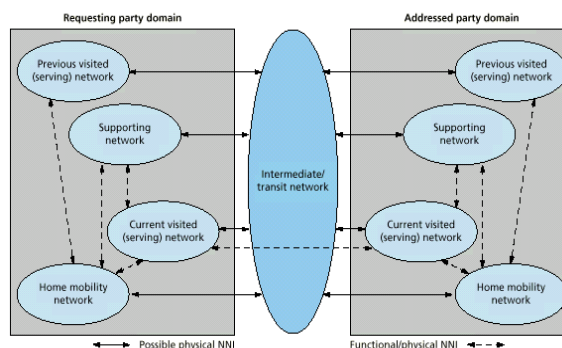 Requesting party domain
Addressed party domain
Previous visited
(serving) network
Previous visited
(serving) network
Supporting
network
Supporting
network
Intermediate/
transit network
Current visited
(serving) network
Current visited
(serving) network
Home mobility
network
Home mobility
network
Possible physical NNI
Functional/physical NNI